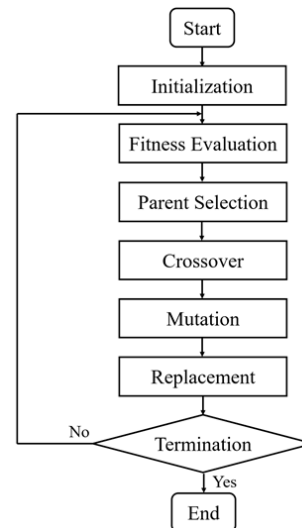 Start
Initialization
Fitness Evaluation
Parent Selection
Crossover
Mutation
Replacement
No
Termination
Yes
End